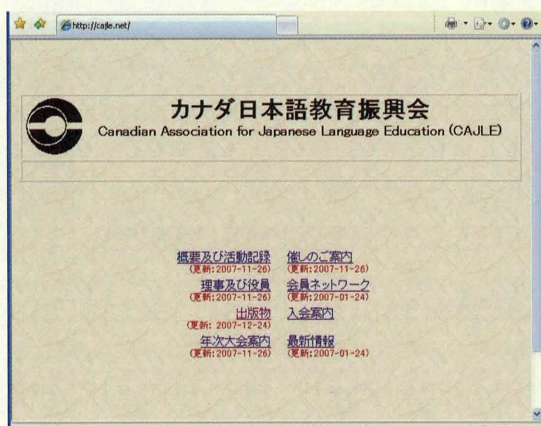 http://cajle.net/
カナダ日本語教育振興会
Canadian Association for Japanese Language Education (CAJLE)
概要及び活動記録 催しのご案内
(更新:2007-11-26) (更新:2007-11-26)
理事及び役員 会員ネットワーク
(更新:2007-11-26) (更新:2007-01-24)
出版物 入会案内
(更新: 2007-12-24)
年次大会案内 最新情報
(更新:2007-11-26) (更新:2007-01-24)